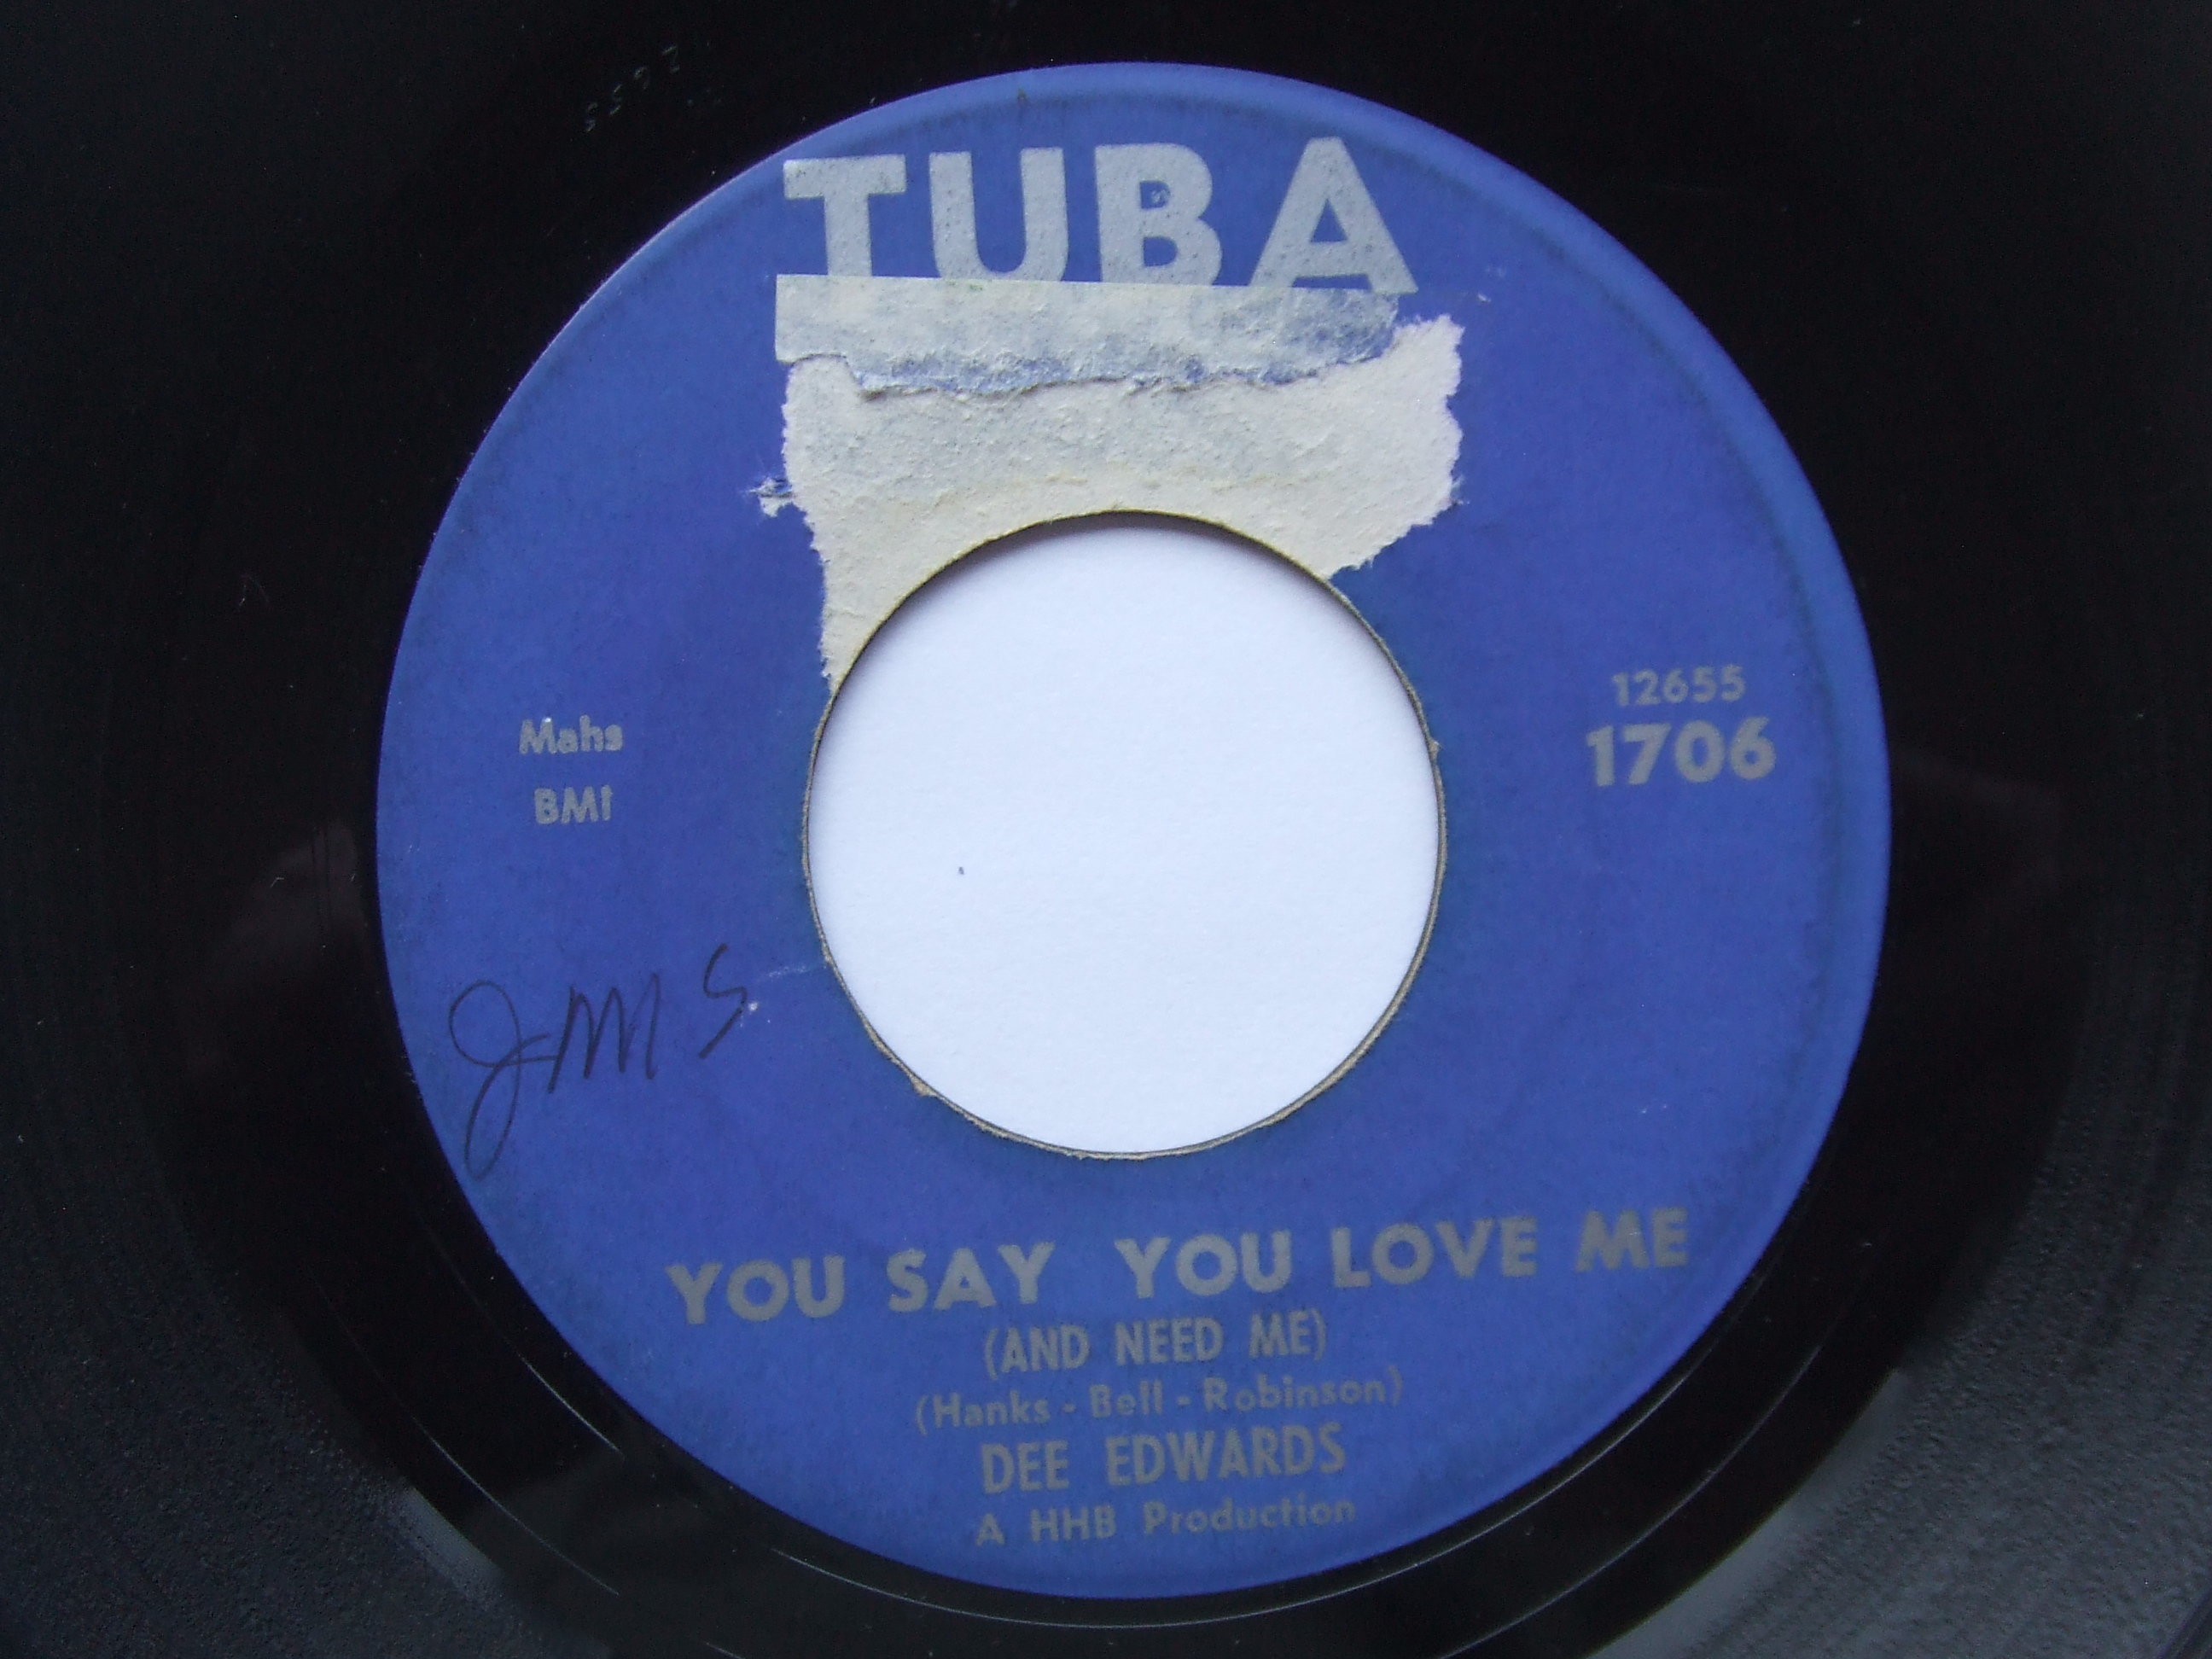 TUBA
12655
1706
Mahs
BMI
JMS
YOU SAY YOU LOVE ME
(AND NEED ME)
(Hanks - Bell - Robinson)
DEE EDWARDS
A HHB Production